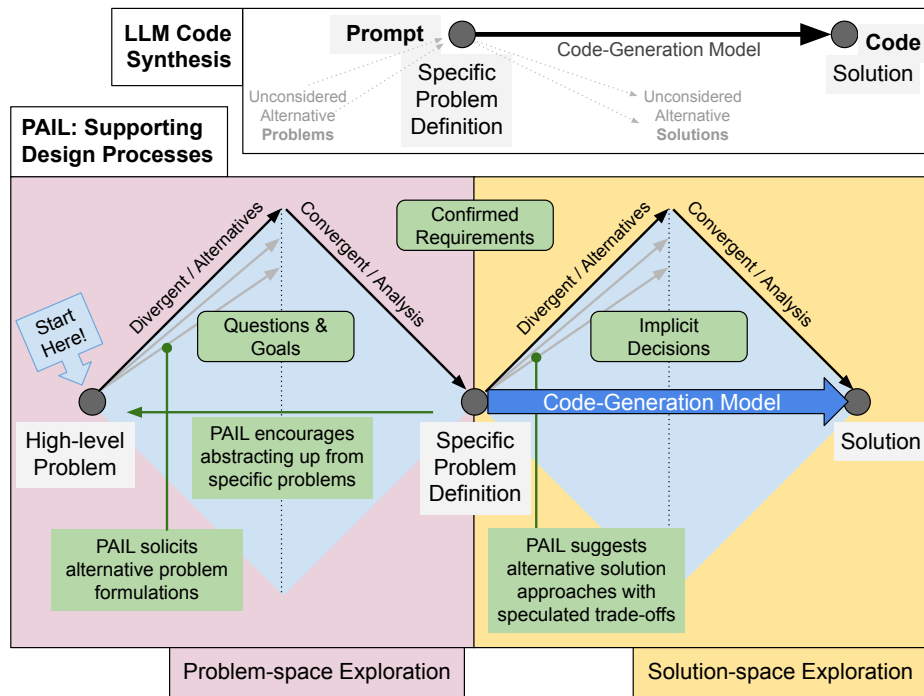 LLM Code
Synthesis
Prompt
Specific
Problem
Definition
Code-Generation Model
Code
Solution
Unconsidered
Alternative
Problems
Unconsidered
Alternative
Solutions
PAIL: Supporting
Design Processes
Start
Here!
Divergent / Alternatives
Convergent / Analysis
Confirmed
Requirements
Divergent / Alternatives
Convergent / Analysis
Questions &
Goals
Implicit
Decisions
Code-Generation Model
High-level
Problem
PAIL encourages
abstracting up from
specific problems
Specific
Problem
Definition
Solution
PAIL solicits
alternative problem
formulations
PAIL suggests
alternative solution
approaches with
speculated trade-offs
Problem-space Exploration
Solution-space Exploration